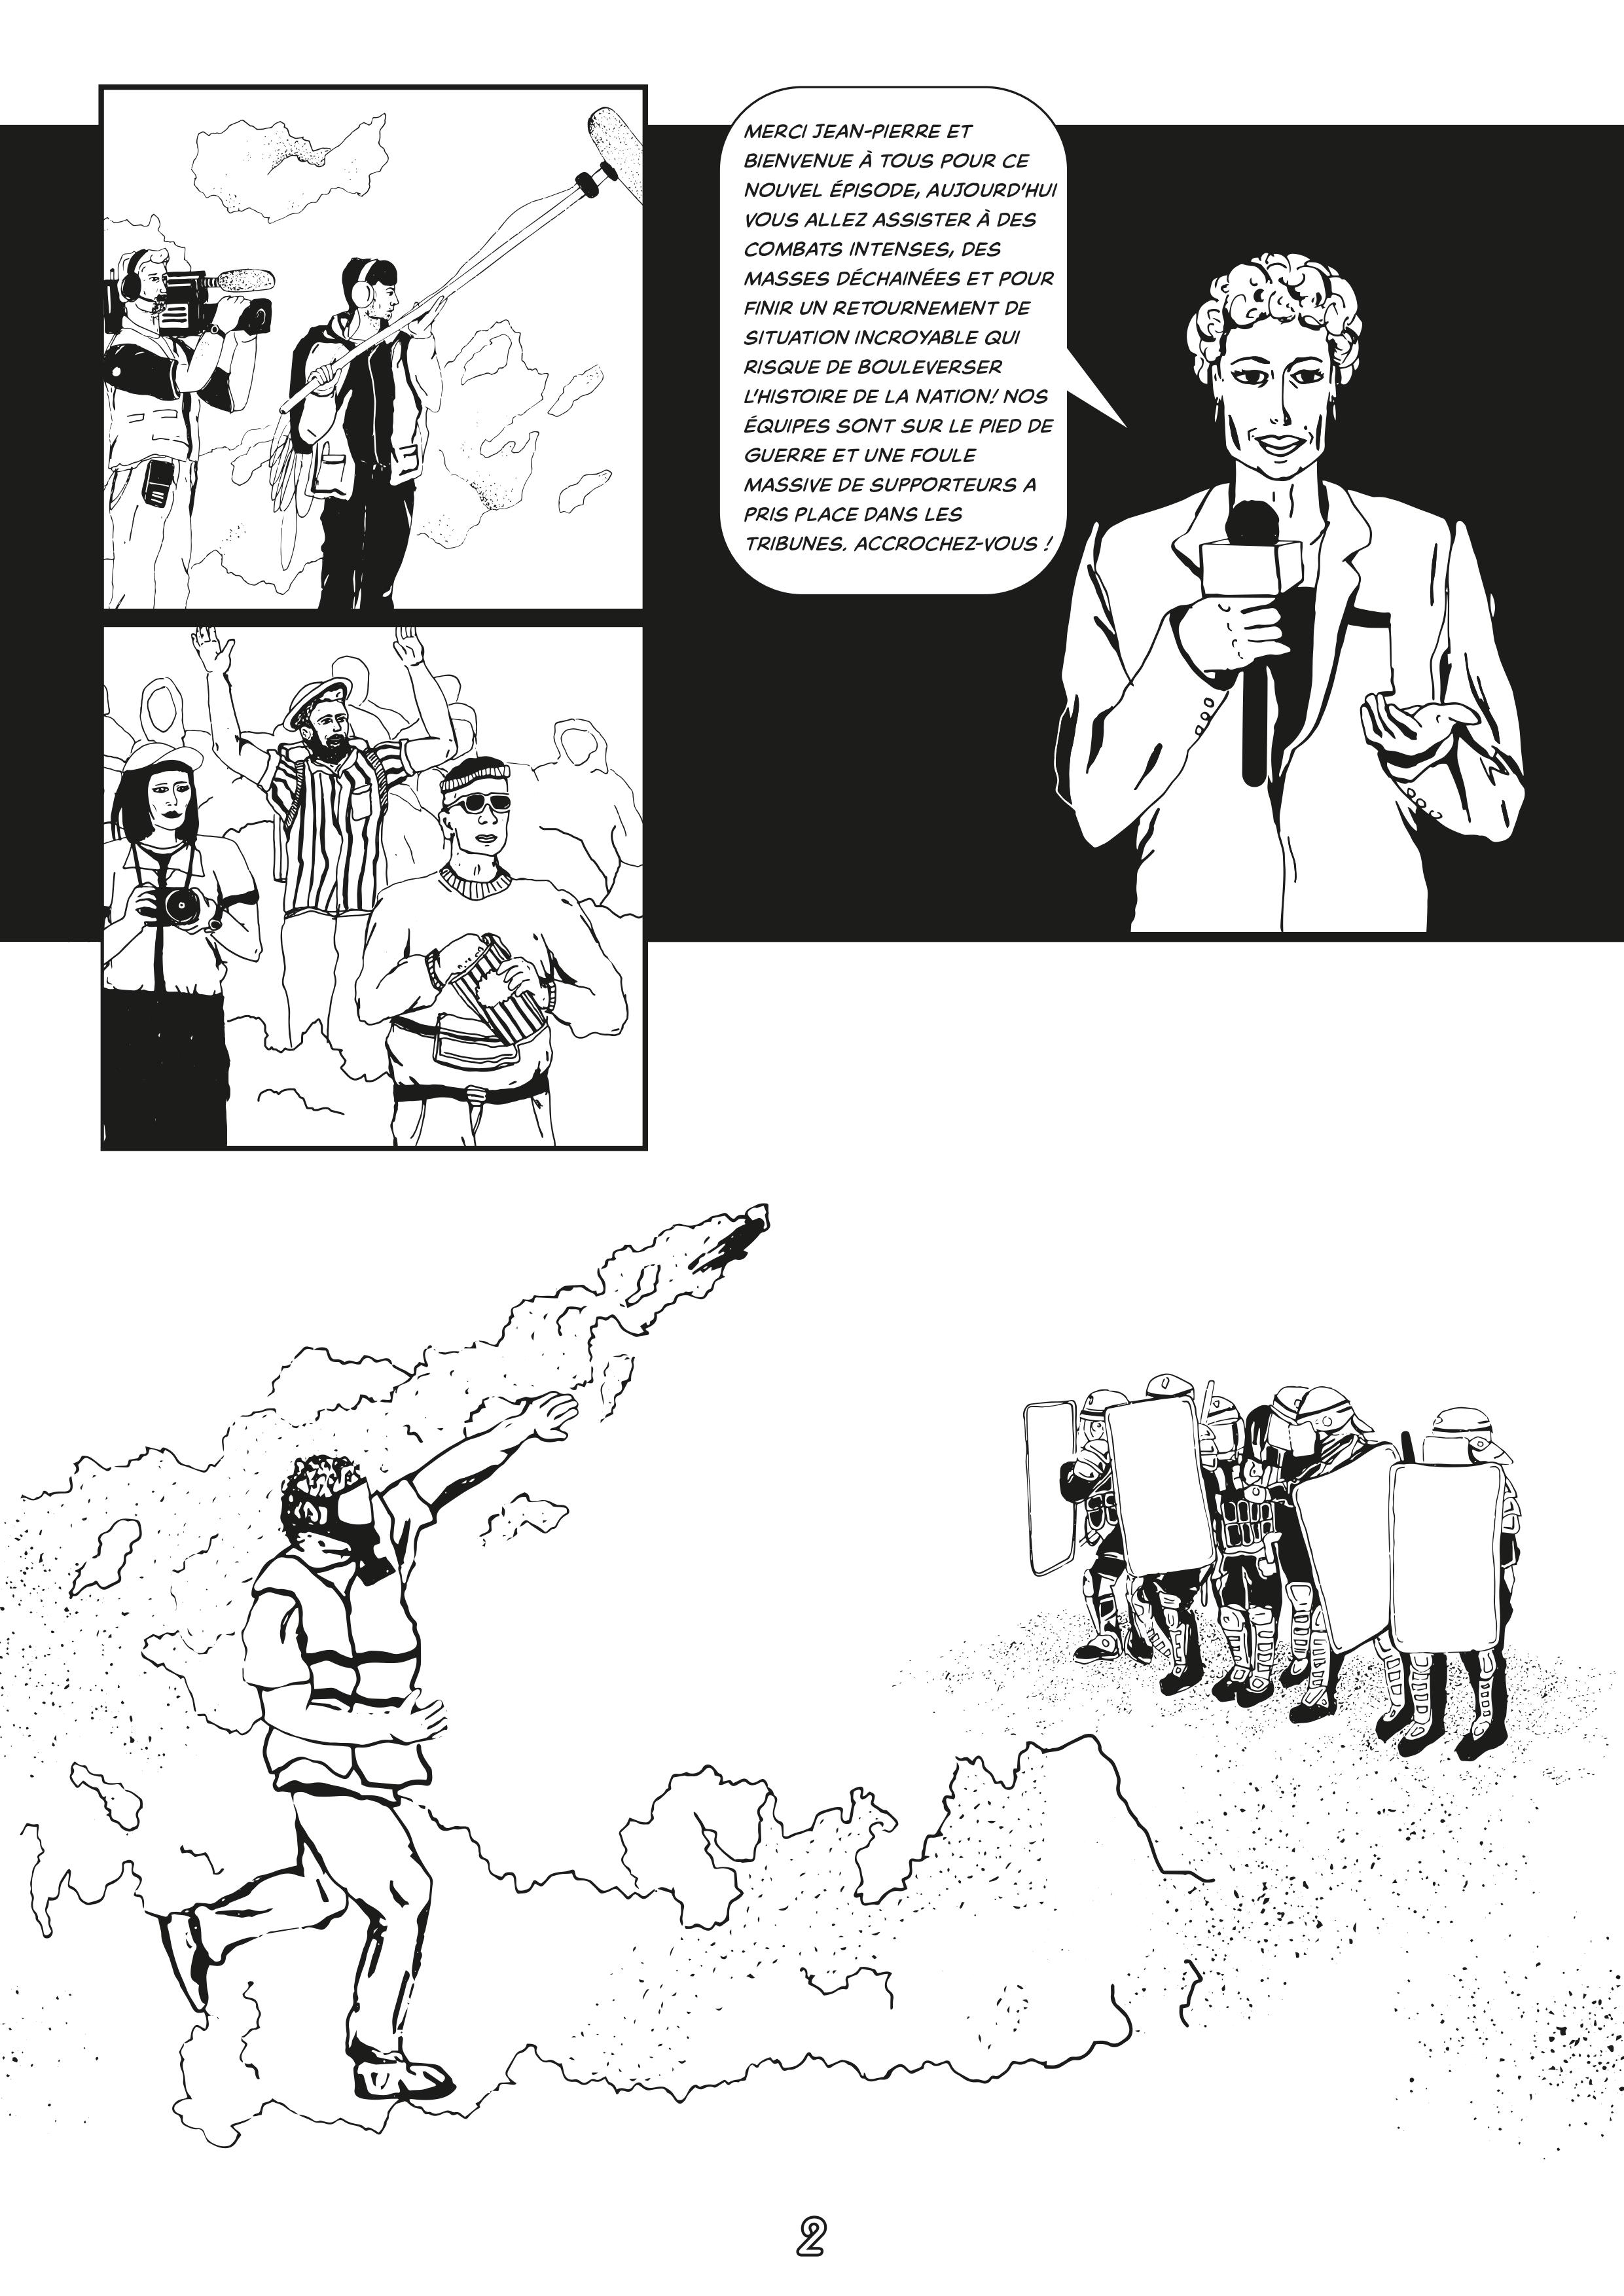 MERCI JEAN-PIERRE ET
BIENVENUE À TOUS POUR CE
NOUVEL ÉPISODE, AUJOURD'HUI
VOUS ALLEZ ASSISTER À DES
COMBATS INTENSES, DES
MASSES DÉCHAINÉES ET POUR
FINIR UN RETOURNEMENT DE
SITUATION INCROYABLE QUI
RISQUE DE BOULEVERSER
L'HISTOIRE DE LA NATION! NOS
ÉQUIPES SONT SUR LE PIED DE
GUERRE ET UNE FOULE
MASSIVE DE SUPPORTEURS A
PRIS PLACE DANS LES
TRIBUNES. ACCROCHEZ-VOUS !
2